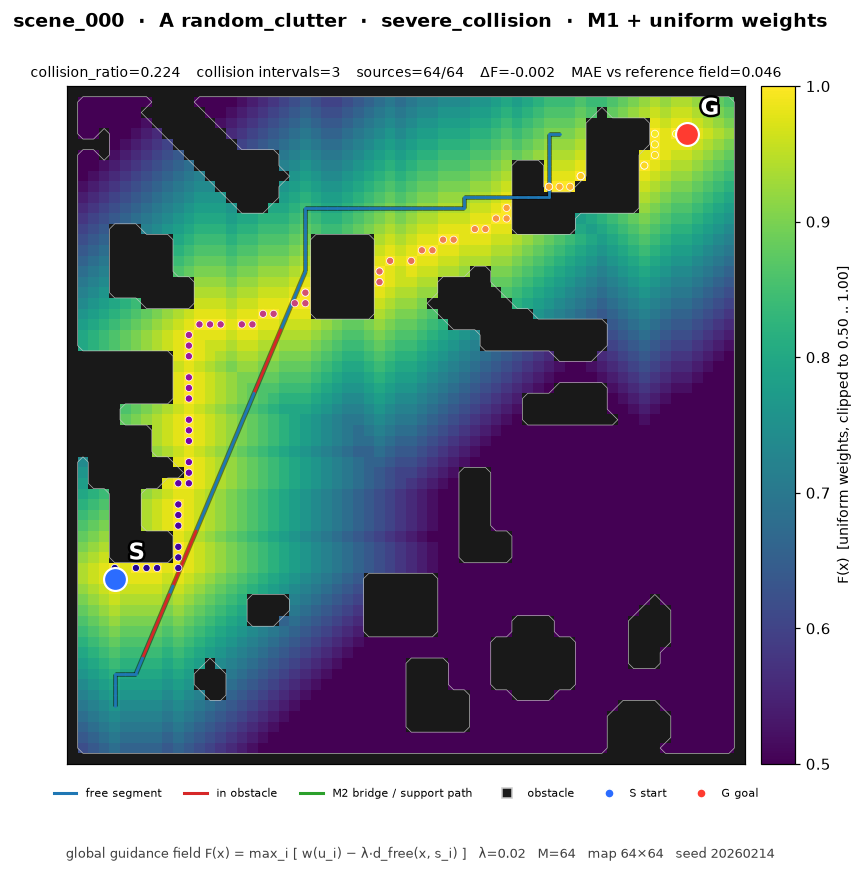 scene_000 · A random_clutter · severe_collision · M1 + uniform weights
collision_ratio=0.224 collision intervals=3 sources=64/64 ΔF=-0.002 MAE vs reference field=0.046
G
S
1.0
0.9
0.8
0.7
0.6
0.5
F(x) [uniform weights, clipped to 0.50 .. 1.00]
free segment
in obstacle
M2 bridge / support path
obstacle
S start
G goal
global guidance field F(x) = max_i [ w(u_i) − λ·d_free(x, s_i) ] λ=0.02 M=64 map 64×64 seed 20260214